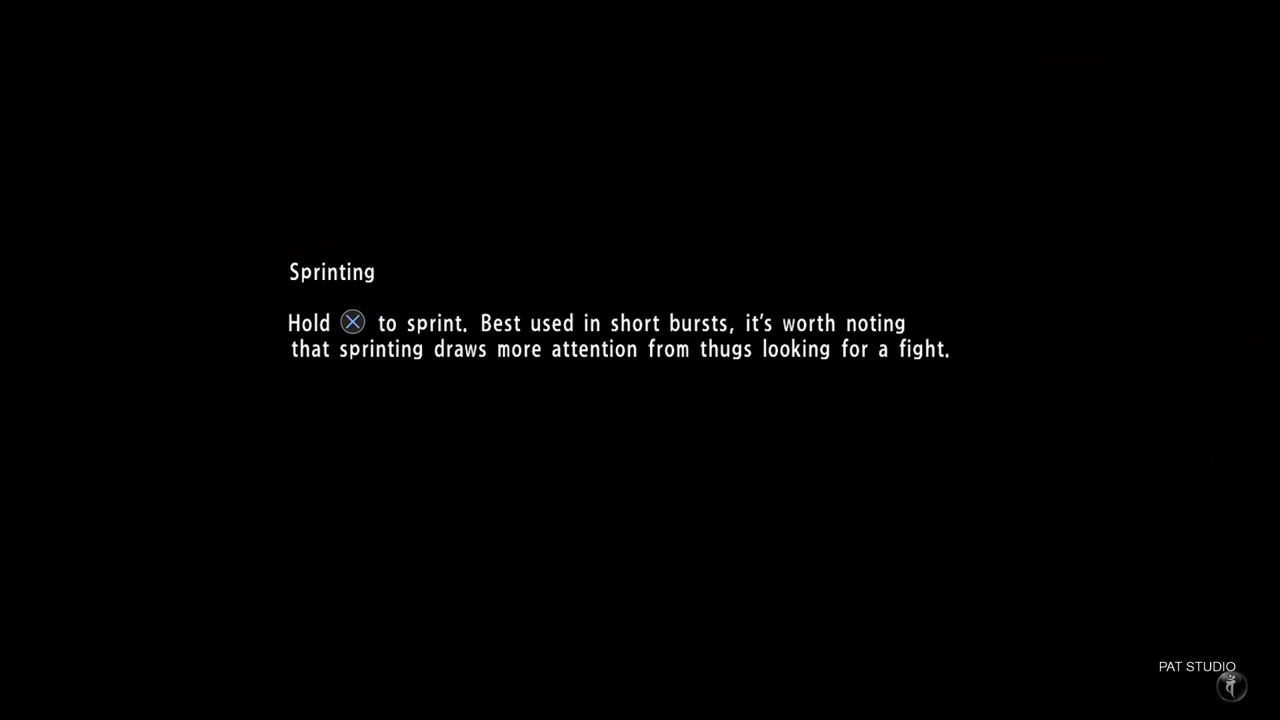 Sprinting
Hold to sprint. Best used in short bursts, it's worth noting
that sprinting draws more attention from thugs looking for a fight.
PAT STUDIO